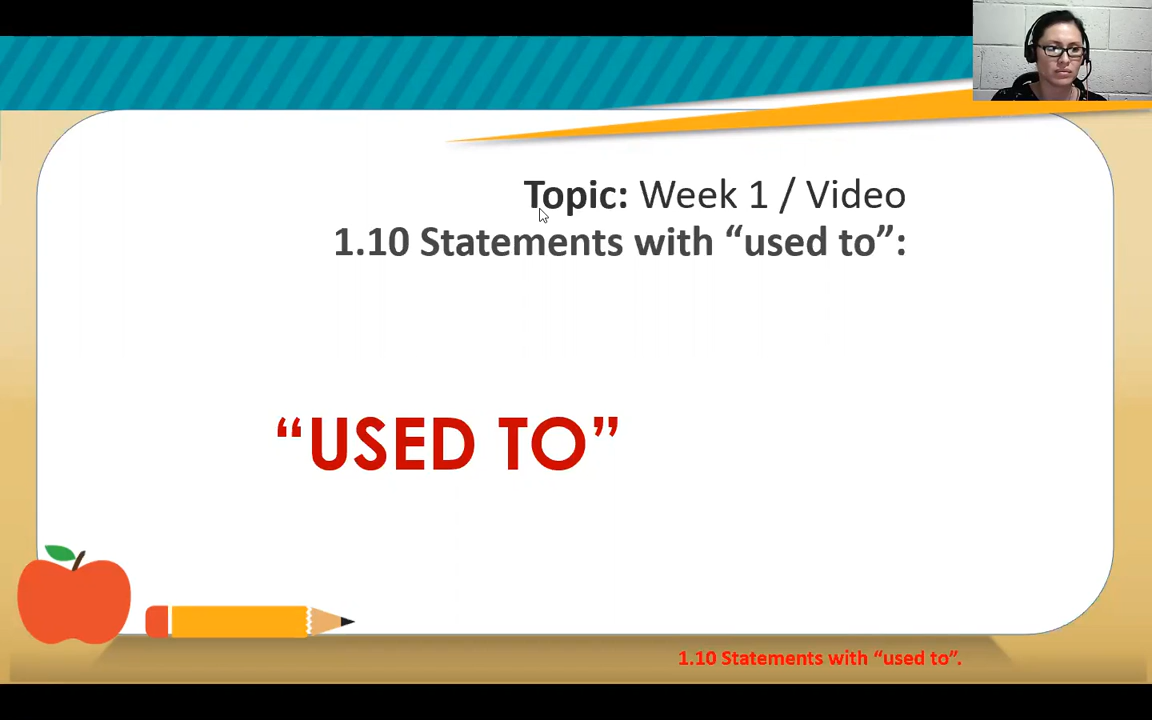 Topic: Week 1 / Video
1.10 Statements with “used to”:
“USED TO”
1.10 Statements with “used to”.